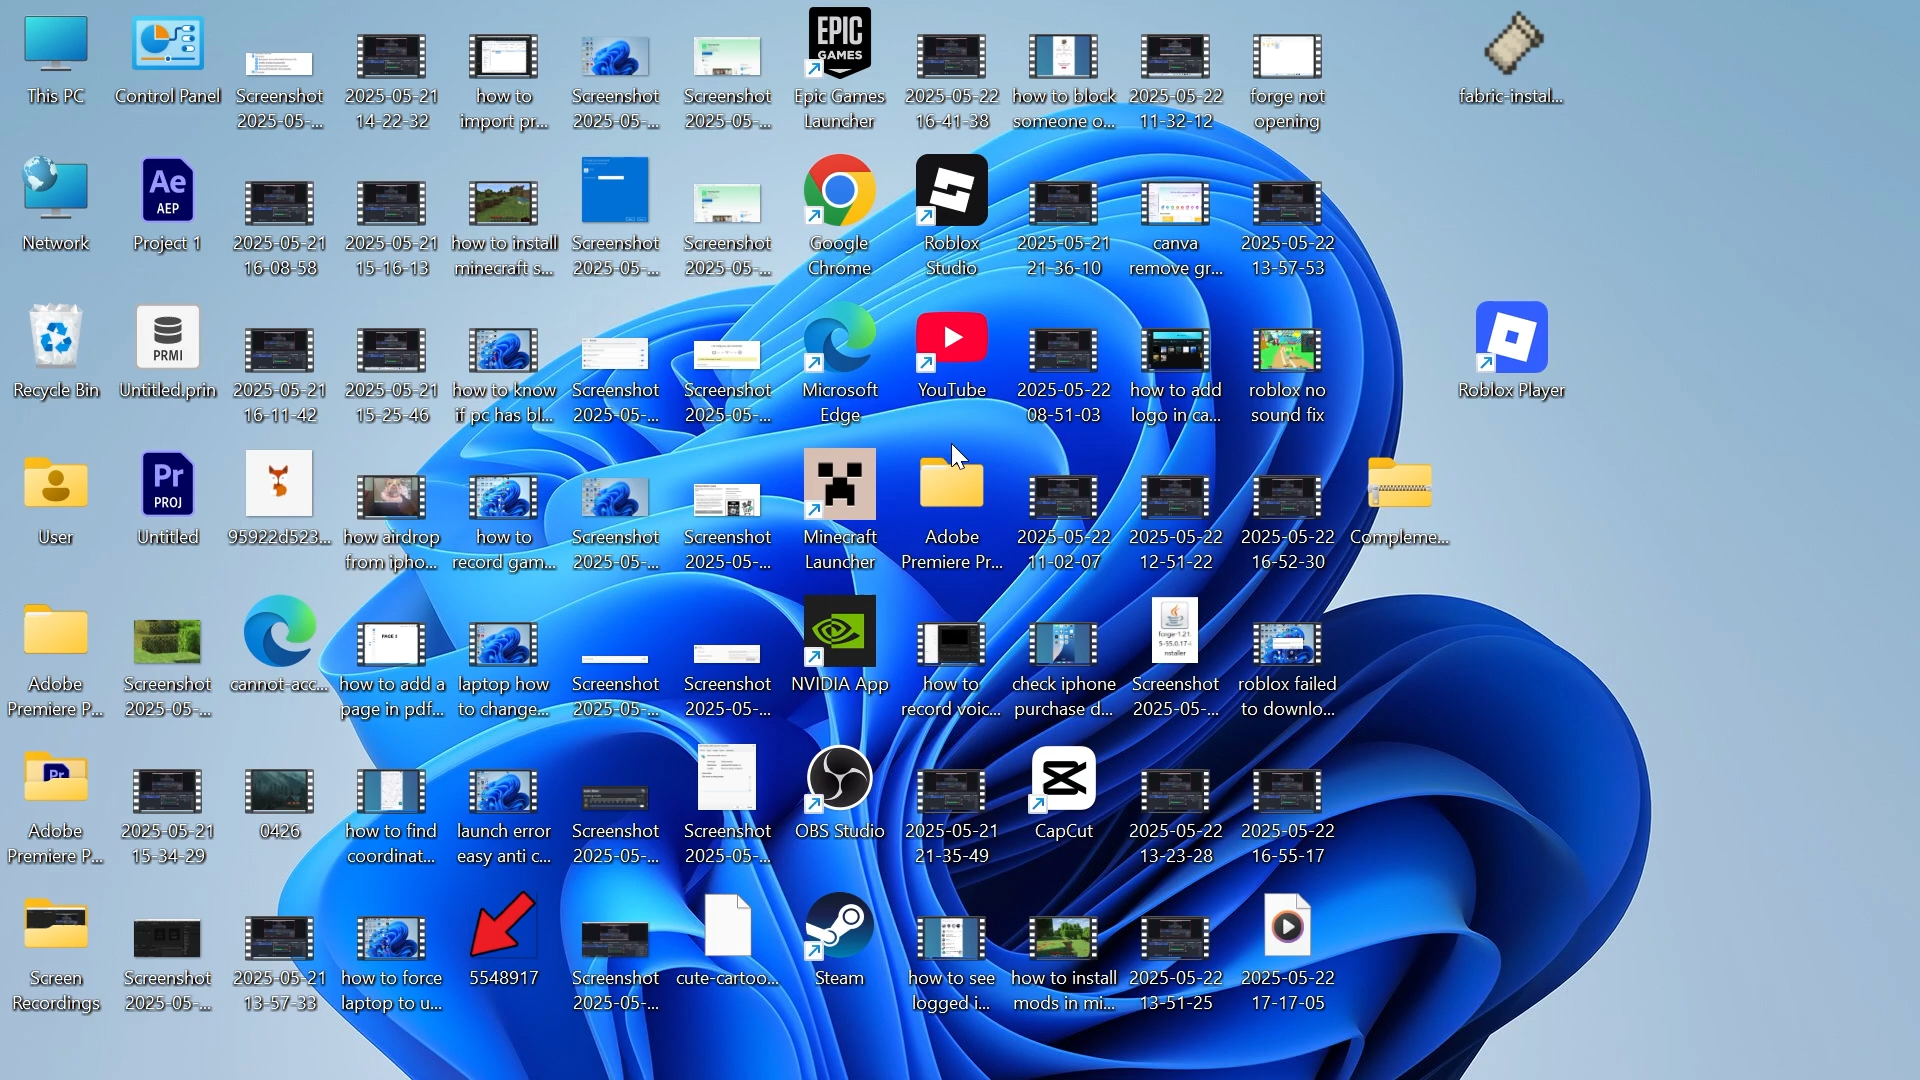 This PC
Control Panel
Screenshot
2025-05-...
2025-05-21
14-22-32
how to
import pr...
Screenshot
2025-05-...
Screenshot
2025-05-...
EPIC
GAMES
Epic Games
Launcher
2025-05-22
16-41-38
how to block
someone o...
2025-05-22
11-32-12
forge not
opening
fabric-instal...
Network
Ae
AEP
Project 1
2025-05-21
16-08-58
2025-05-21
15-16-13
how to install
minecraft s...
Screenshot
2025-05-...
Screenshot
2025-05-...
Google
Chrome
Roblox
Studio
2025-05-21
21-36-10
canva
remove gr...
2025-05-22
13-57-53
Recycle Bin
PRMI
Untitled.prin
2025-05-21
16-11-42
2025-05-21
15-25-46
how to know
if pc has bl...
Screenshot
2025-05-...
Screenshot
2025-05-...
Microsoft
Edge
YouTube
2025-05-22
08-51-03
how to add
logo in ca...
roblox no
sound fix
Roblox Player
User
Pr
PROJ
Untitled
95922d523...
how airdrop
from ipho...
how to
record gam...
Screenshot
2025-05-...
Screenshot
2025-05-...
Minecraft
Launcher
Adobe
Premiere Pr...
2025-05-22
11-02-07
2025-05-22
12-51-22
2025-05-22
16-52-30
Compleme...
Adobe
Premiere P...
Screenshot
2025-05-...
cannot-acc...
PAGE 2
how to add a
page in pdf...
laptop how
to change...
Screenshot
2025-05-...
Screenshot
2025-05-...
NVIDIA App
how to
record voic...
check iphone
purchase d...
forge-1.21.
5-55.0.17-i
nstaller
Screenshot
2025-05-...
roblox failed
to downlo...
Pr
Adobe
Premiere P...
2025-05-21
15-34-29
0426
how to find
coordinat...
launch error
easy anti c...
Screenshot
2025-05-...
Screenshot
2025-05-...
OBS Studio
2025-05-21
21-35-49
CapCut
2025-05-22
13-23-28
2025-05-22
16-55-17
Screen
Recordings
Screenshot
2025-05-...
2025-05-21
13-57-33
how to force
laptop to u...
5548917
Screenshot
2025-05-...
cute-cartoo...
Steam
how to see
logged i...
how to install
mods in mi...
2025-05-22
13-51-25
2025-05-22
17-17-05